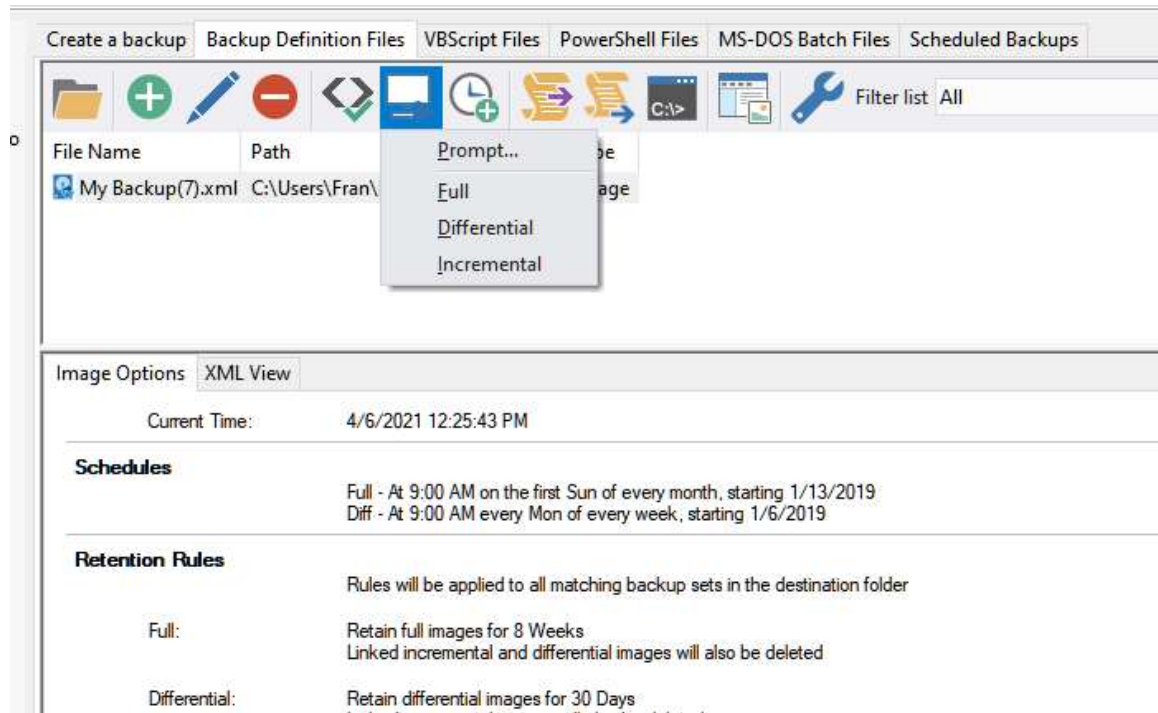 Create a backup Backup Definition Files VBScript Files PowerShell Files MS-DOS Batch Files Scheduled Backups
C:\> Filter list All
File Name Path
My Backup(7).xml C:\Users\Fran\
Prompt...
Full
Differential
Incremental
Image Options XML View
Current Time: 4/6/2021 12:25:43 PM
Schedules
Full - At 9:00 AM on the first Sun of every month, starting 1/13/2019
Diff - At 9:00 AM every Mon of every week, starting 1/6/2019
Retention Rules
Rules will be applied to all matching backup sets in the destination folder
Full: Retain full images for 8 Weeks
Linked incremental and differential images will also be deleted
Differential: Retain differential images for 30 Days